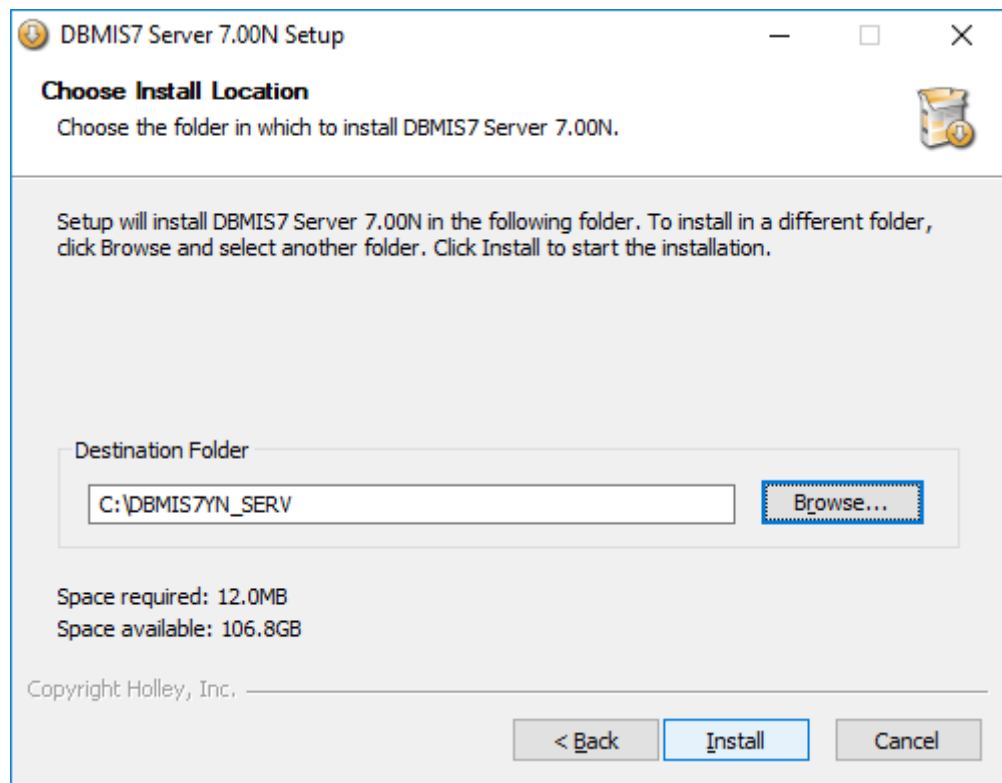 DBMIS7 Server 7.00N Setup
Choose Install Location
Choose the folder in which to install DBMIS7 Server 7.00N.
Setup will install DBMIS7 Server 7.00N in the following folder. To install in a different folder,
click Browse and select another folder. Click Install to start the installation.
Destination Folder
C:\DBMIS7YN_SERV
Browse...
Space required: 12.0MB
Space available: 106.8GB
Copyright Holley, Inc.
< Back Install Cancel